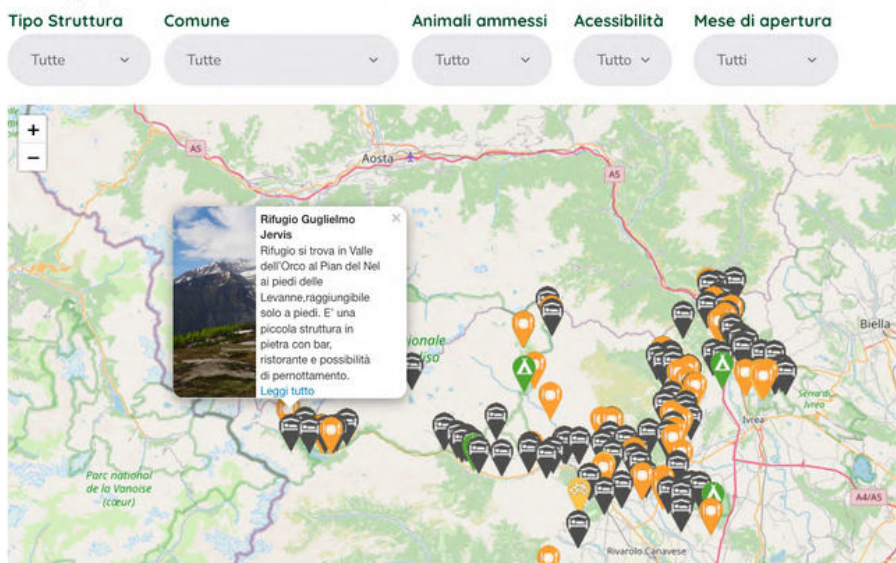 Tipo Struttura
Comune
Animali ammessi
Acessibilità
Mese di apertura
Tutte
Tutte
Tutto
Tutto
Tutti
+
−
A5
Aosta
A5
Rifugio Guglielmo
Jervis
Rifugio si trova in Valle
dell'Orco al Pian del Nel
ai piedi delle
Levanne,raggiungibile
solo a piedi. E' una
piccola struttura in
pietra con bar,
ristorante e possibilità
di pernottamento.
Leggi tutto
×
Biella
Serra di
Ivrea
Ivrea
Parc national
de la Vanoise
(cœur)
A4/A5
Rivarolo Canavese